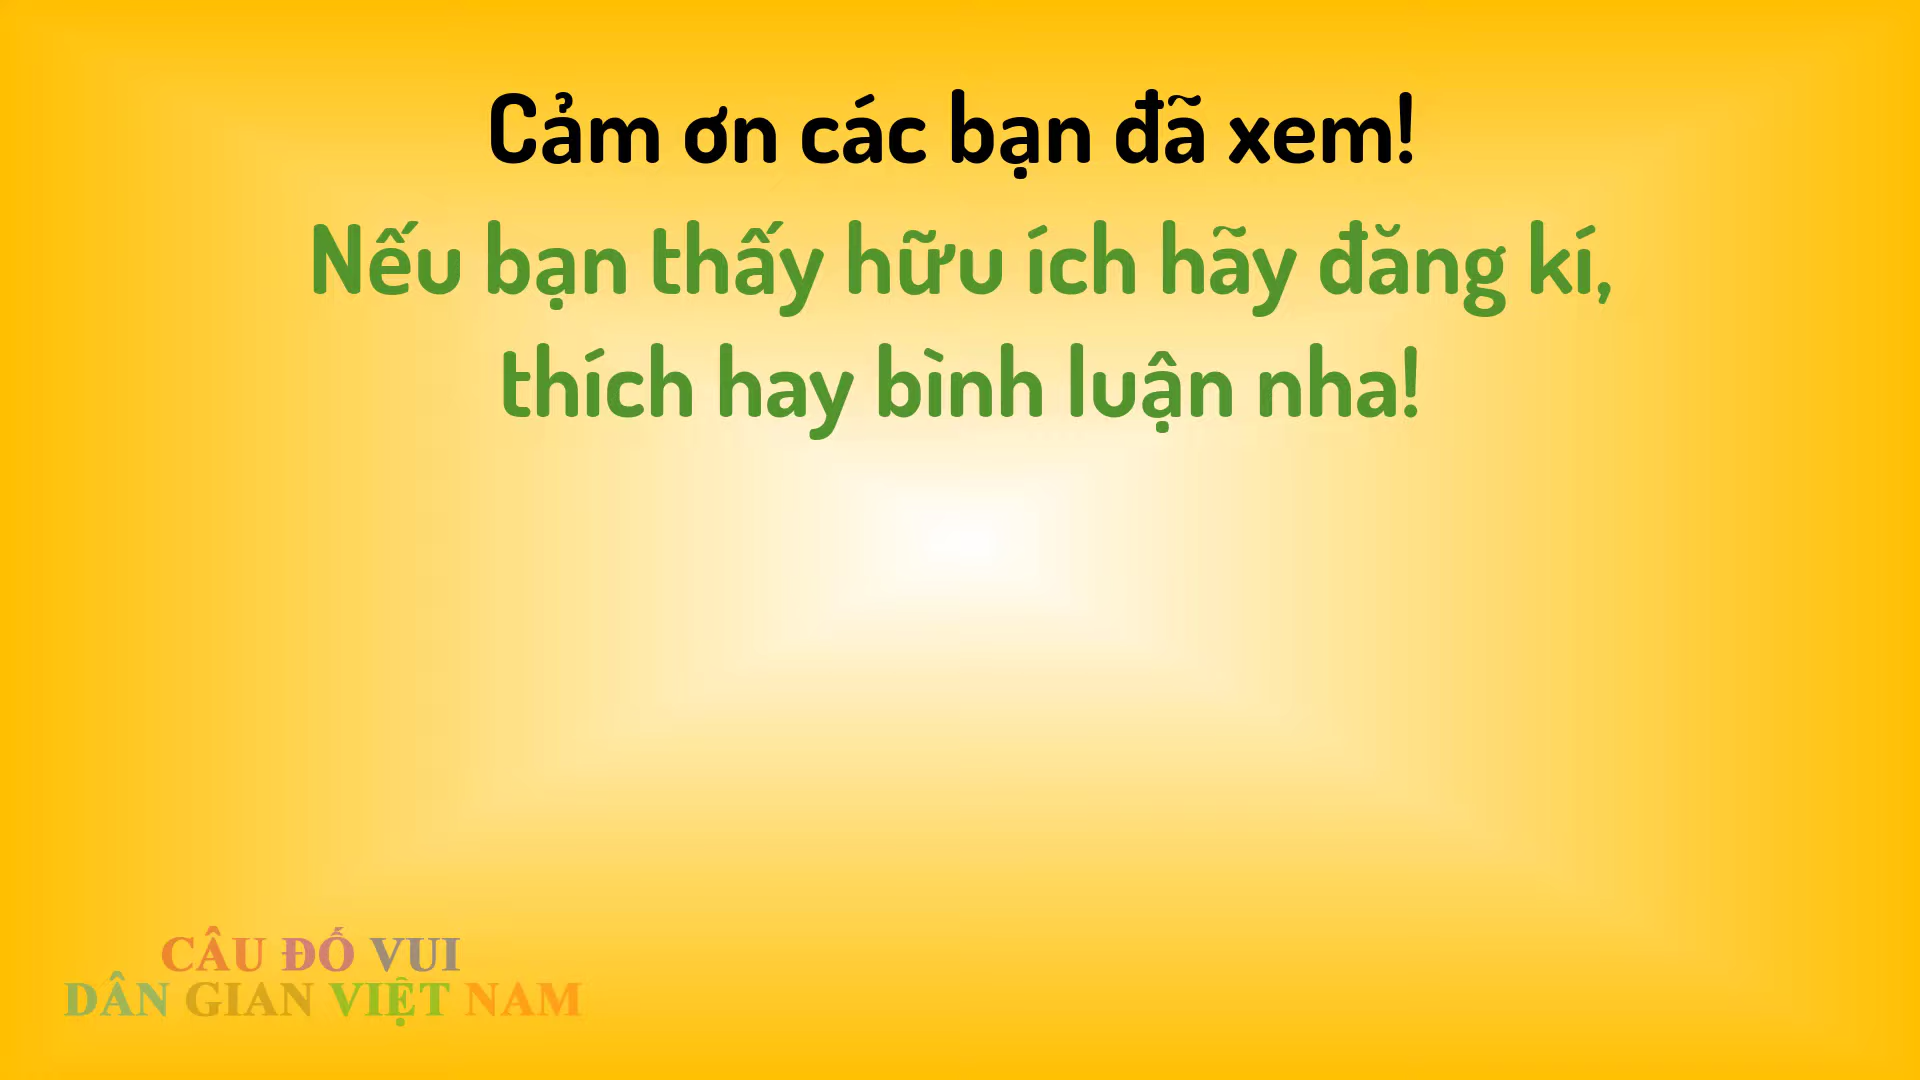 Cảm ơn các bạn đã xem!
Nếu bạn thấy hữu ích hãy đăng kí,
thích hay bình luận nha!
CÂU ĐỐ VUI
DÂN GIAN VIỆT NAM